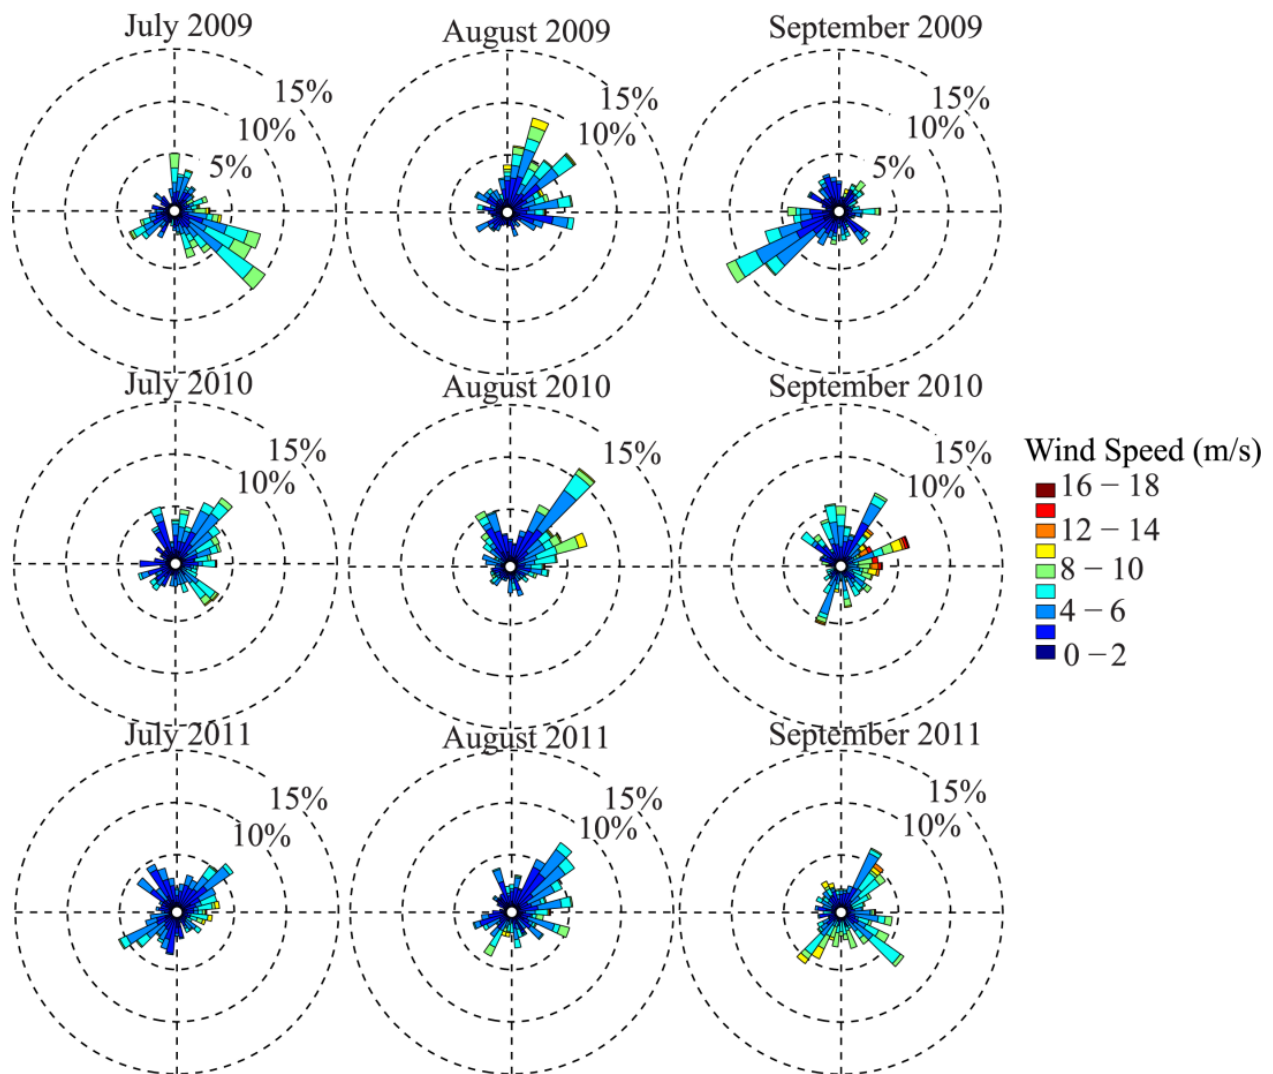 July 2009
August 2009
September 2009
15%
10%
5%
15%
10%
15%
10%
5%
July 2010
August 2010
September 2010
15%
10%
15%
15%
10%
Wind Speed (m/s)
16 – 18
12 – 14
8 – 10
4 – 6
0 – 2
July 2011
August 2011
September 2011
15%
10%
15%
10%
15%
10%